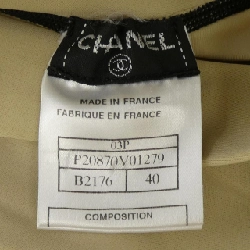 CHANEL
MADE IN FRANCE
FABRIQUE EN FRANCE
03P
P20870V01279
B2176 40
COMPOSITION